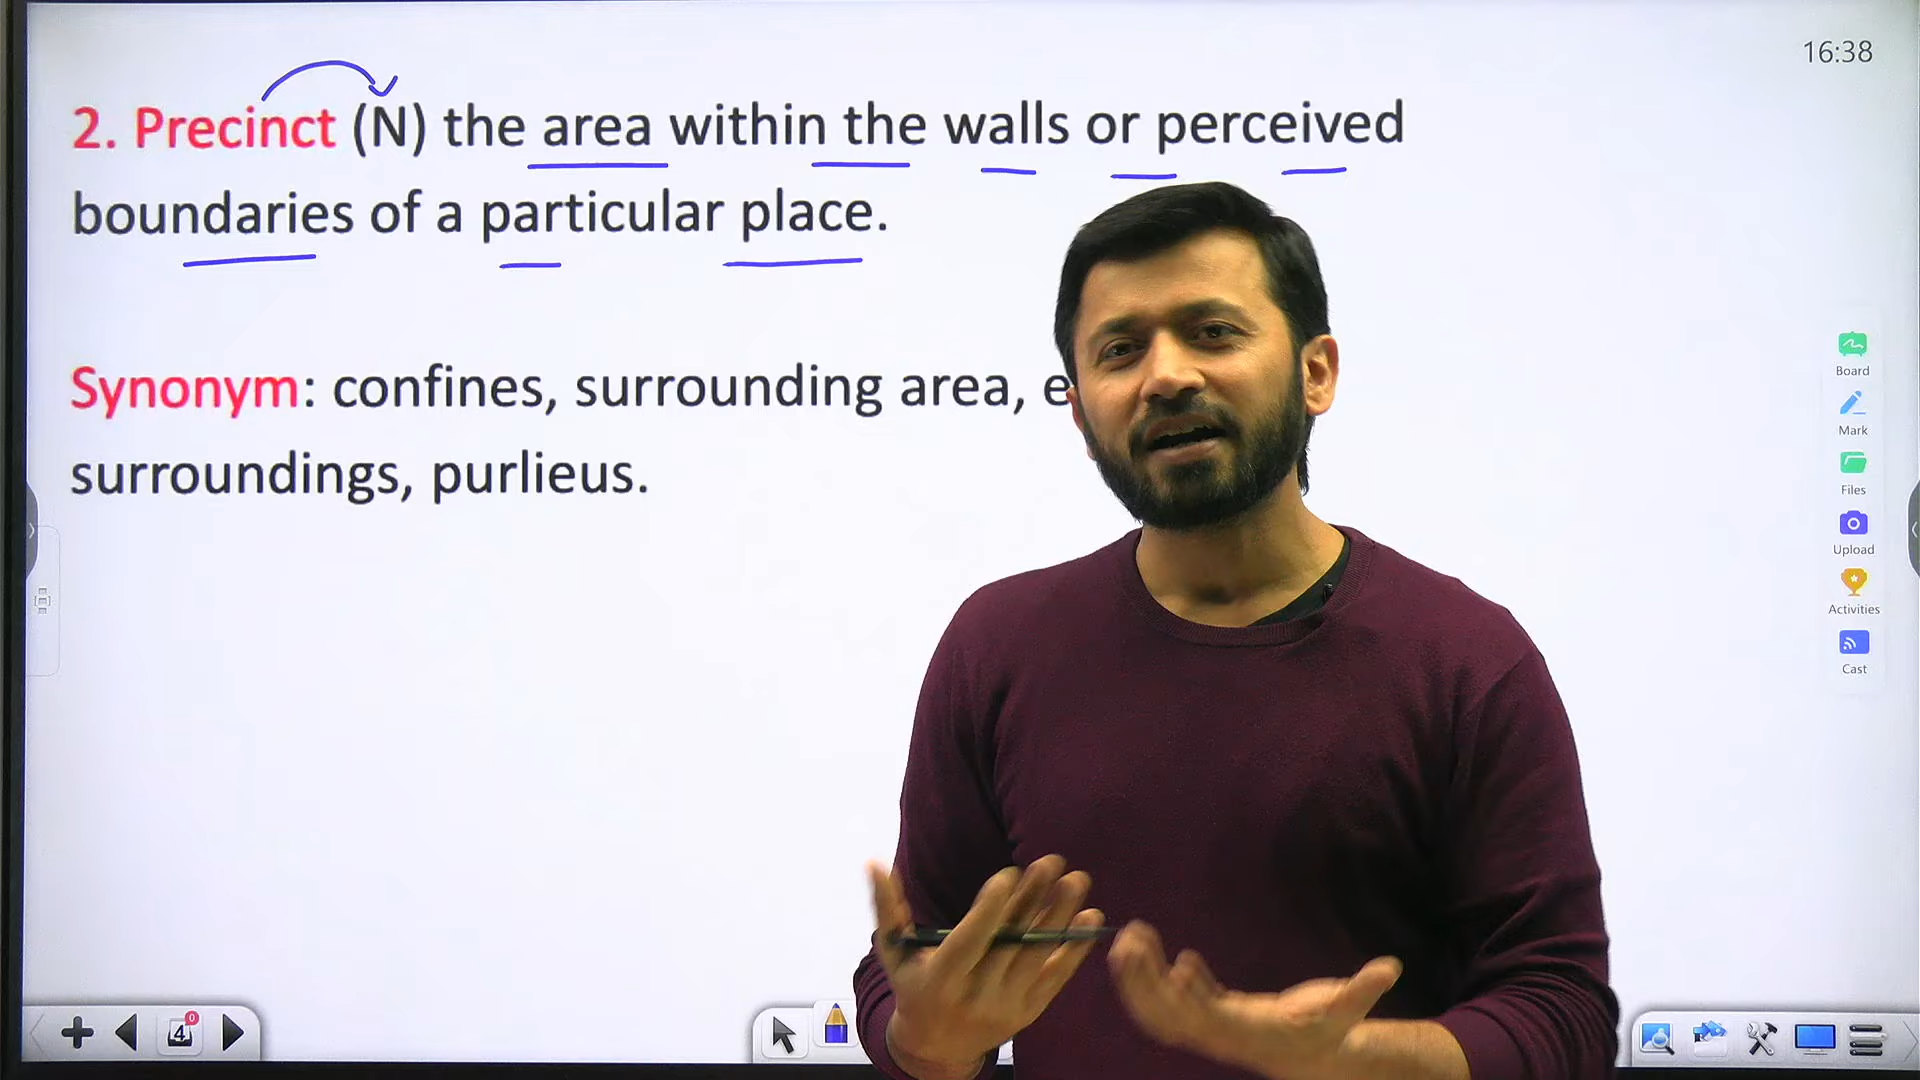 16:38
2. Precinct (N) the area within the walls or perceived
boundaries of a particular place.
Synonym: confines, surrounding area,
surroundings, purlieus.
Board
Mark
Files
Upload
Activities
Cast
4
0